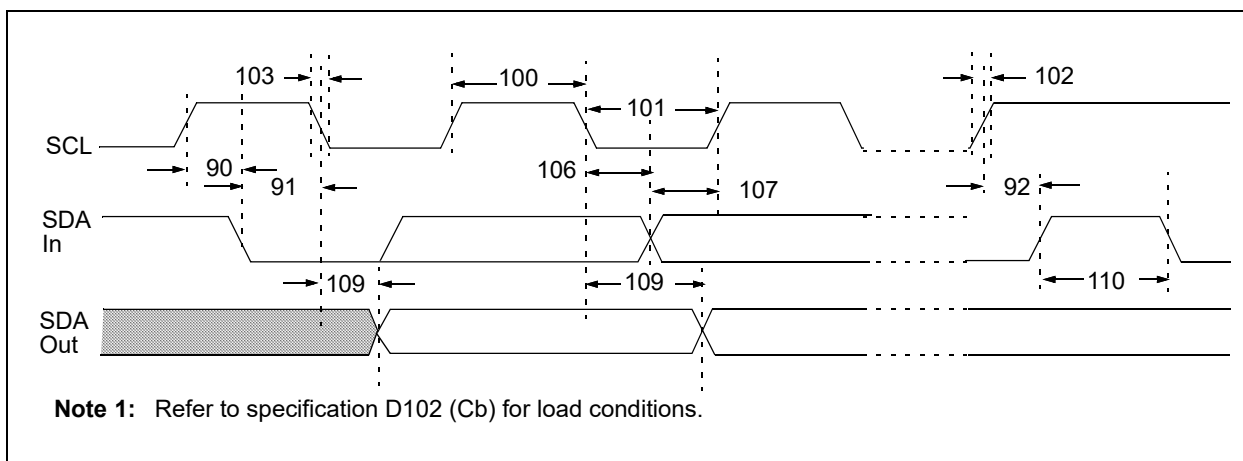 103
100
102
101
SCL
90
106
91
107
92
SDA
In
109
109
110
SDA
Out
Note 1: Refer to specification D102 (Cb) for load conditions.